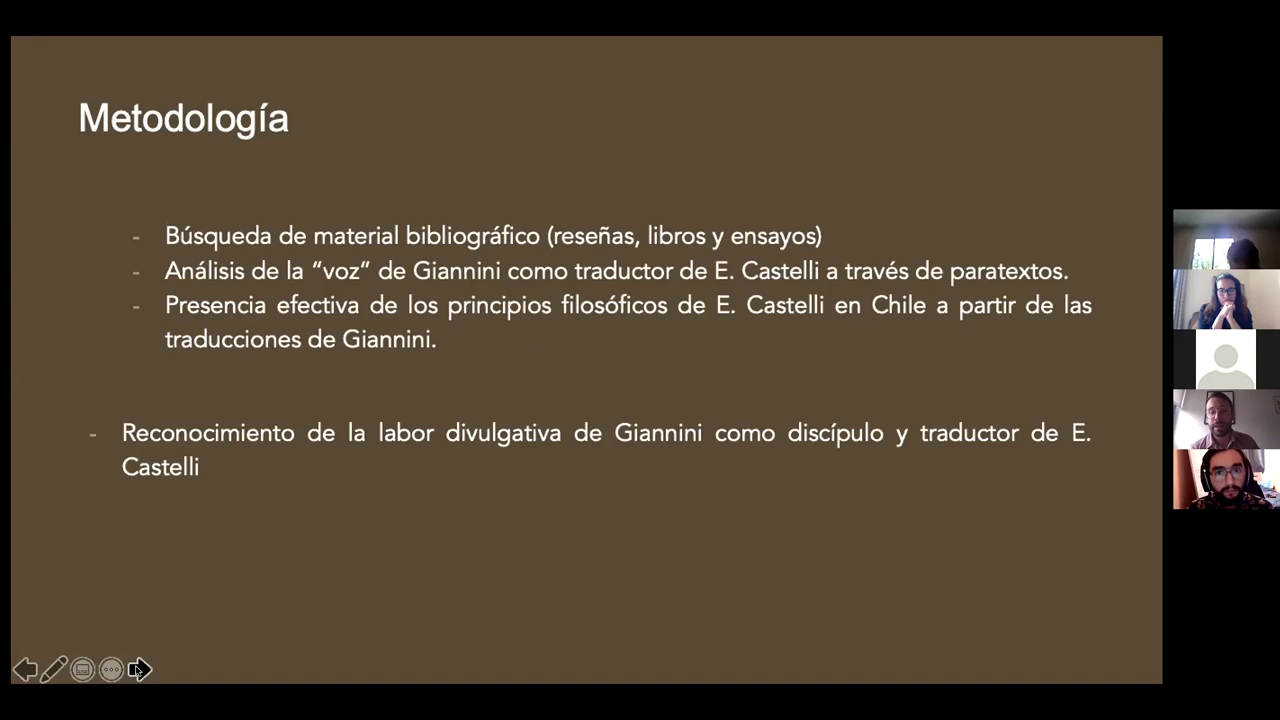 Metodología
- Búsqueda de material bibliográfico (reseñas, libros y ensayos)
- Análisis de la “voz” de Giannini como traductor de E. Castelli a través de paratextos.
- Presencia efectiva de los principios filosóficos de E. Castelli en Chile a partir de las
traducciones de Giannini.
- Reconocimiento de la labor divulgativa de Giannini como discípulo y traductor de E.
Castelli